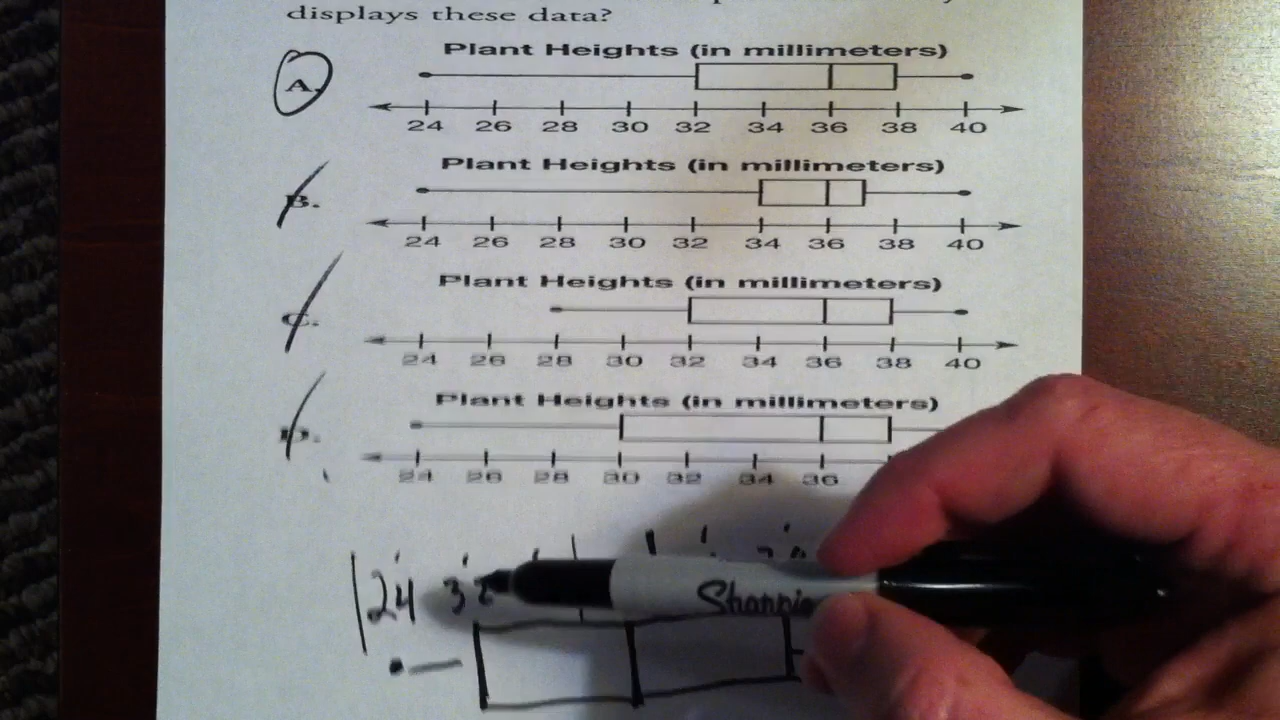 displays these data?
Plant Heights (in millimeters)
A.
24 26 28 30 32 34 36 38 40
Plant Heights (in millimeters)
B.
24 26 28 30 32 34 36 38 40
Plant Heights (in millimeters)
C.
24 26 28 30 32 34 36 38 40
Plant Heights (in millimeters)
D.
24 26 28 30 32 34 36
24 32
Sharpie